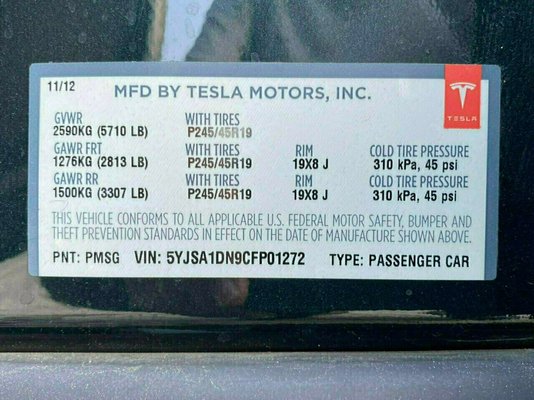 11/12 MFD BY TESLA MOTORS, INC.
TESLA
GVWR WITH TIRES
2590KG (5710 LB) P245/45R19
GAWR FRT WITH TIRES RIM COLD TIRE PRESSURE
1276KG (2813 LB) P245/45R19 19X8 J 310 kPa, 45 psi
GAWR RR WITH TIRES RIM COLD TIRE PRESSURE
1500KG (3307 LB) P245/45R19 19X8 J 310 kPa, 45 psi
THIS VEHICLE CONFORMS TO ALL APPLICABLE U.S. FEDERAL MOTOR SAFETY, BUMPER AND
THEFT PREVENTION STANDARDS IN EFFECT ON THE DATE OF MANUFACTURE SHOWN ABOVE.
PNT: PMSG VIN: 5YJSA1DN9CFP01272 TYPE: PASSENGER CAR